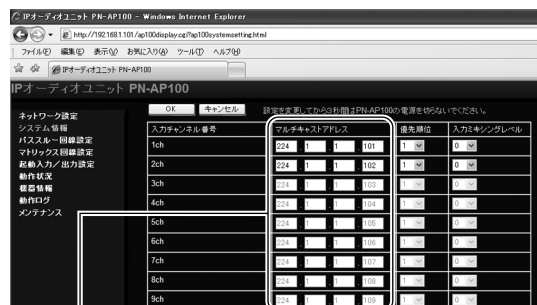 IPオーディオユニット PN-AP100 - Windows Internet Explorer
http://192.168.1.101/ap100display.cgi?ap100systemsetting.html
ファイル(F) 編集(E) 表示(V) お気に入り(A) ツール(T) ヘルプ(H)
IPオーディオユニット PN-AP100
IPオーディオユニット PN-AP100
OK キャンセル 設定を変更してから3秒間はPN-AP100の電源を切らないでください。
ネットワーク設定
システム情報
パススルー回線設定
マトリックス回線設定
起動入力/出力設定
動作状況
機器情報
動作ログ
メンテナンス
入力チャンネル番号 マルチキャストアドレス 優先順位 入力ミキシングレベル
1ch 224 . 1 . 1 . 101 1 0
2ch 224 . 1 . 1 . 102 1 0
3ch 224 . 1 . 1 . 103 1 0
4ch 224 . 1 . 1 . 104 1 0
5ch 224 . 1 . 1 . 105 1 0
6ch 224 . 1 . 1 . 106 1 0
7ch 224 . 1 . 1 . 107 1 0
8ch 224 . 1 . 1 . 108 1 0
9ch 224 . 1 . 1 . 109 1 0